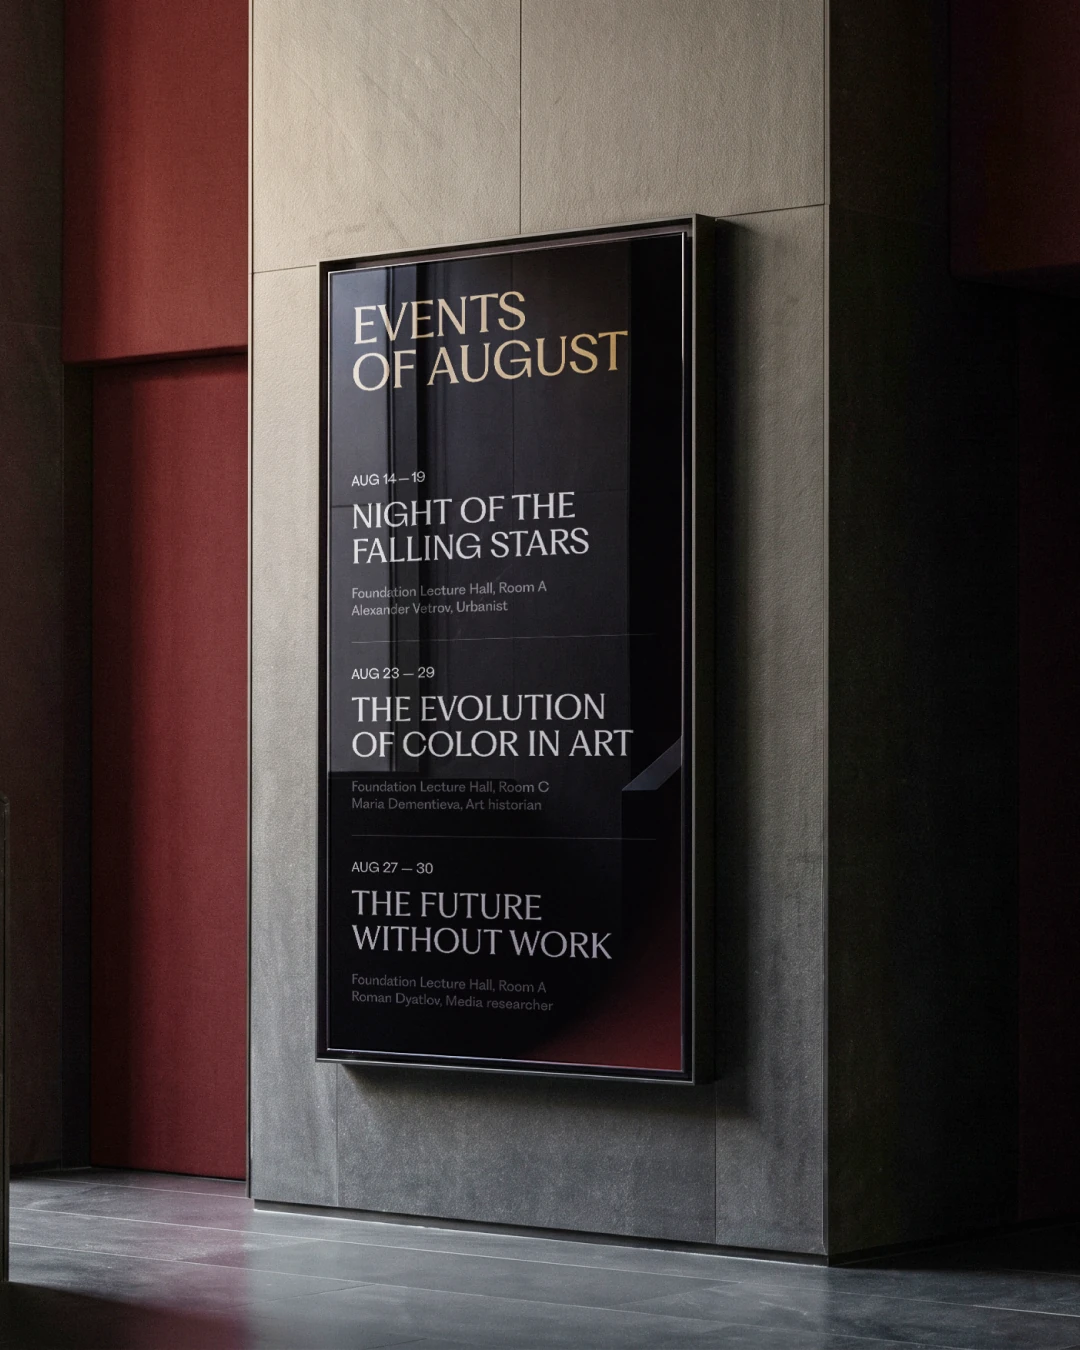 EVENTS
OF AUGUST
AUG 14 — 19
NIGHT OF THE
FALLING STARS
Foundation Lecture Hall, Room A
Alexander Vetrov, Urbanist
AUG 23 — 29
THE EVOLUTION
OF COLOR IN ART
Foundation Lecture Hall, Room C
Maria Dementieva, Art historian
AUG 27 — 30
THE FUTURE
WITHOUT WORK
Foundation Lecture Hall, Room A
Roman Dyatlov, Media researcher